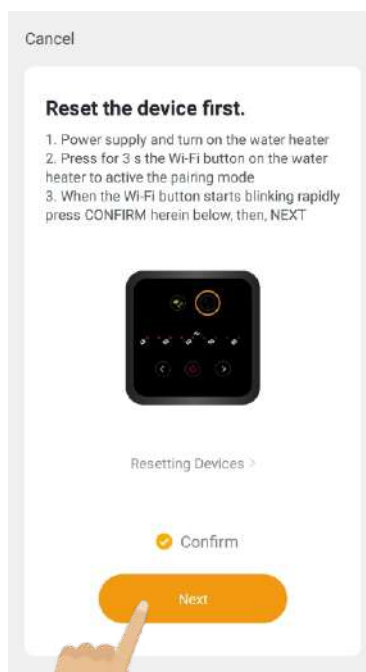 Cancel
Reset the device first.
1. Power supply and turn on the water heater
2. Press for 3 s the Wi-Fi button on the water
heater to active the pairing mode
3. When the Wi-Fi button starts blinking rapidly
press CONFIRM herein below, then, NEXT
Resetting Devices >
Confirm
Next